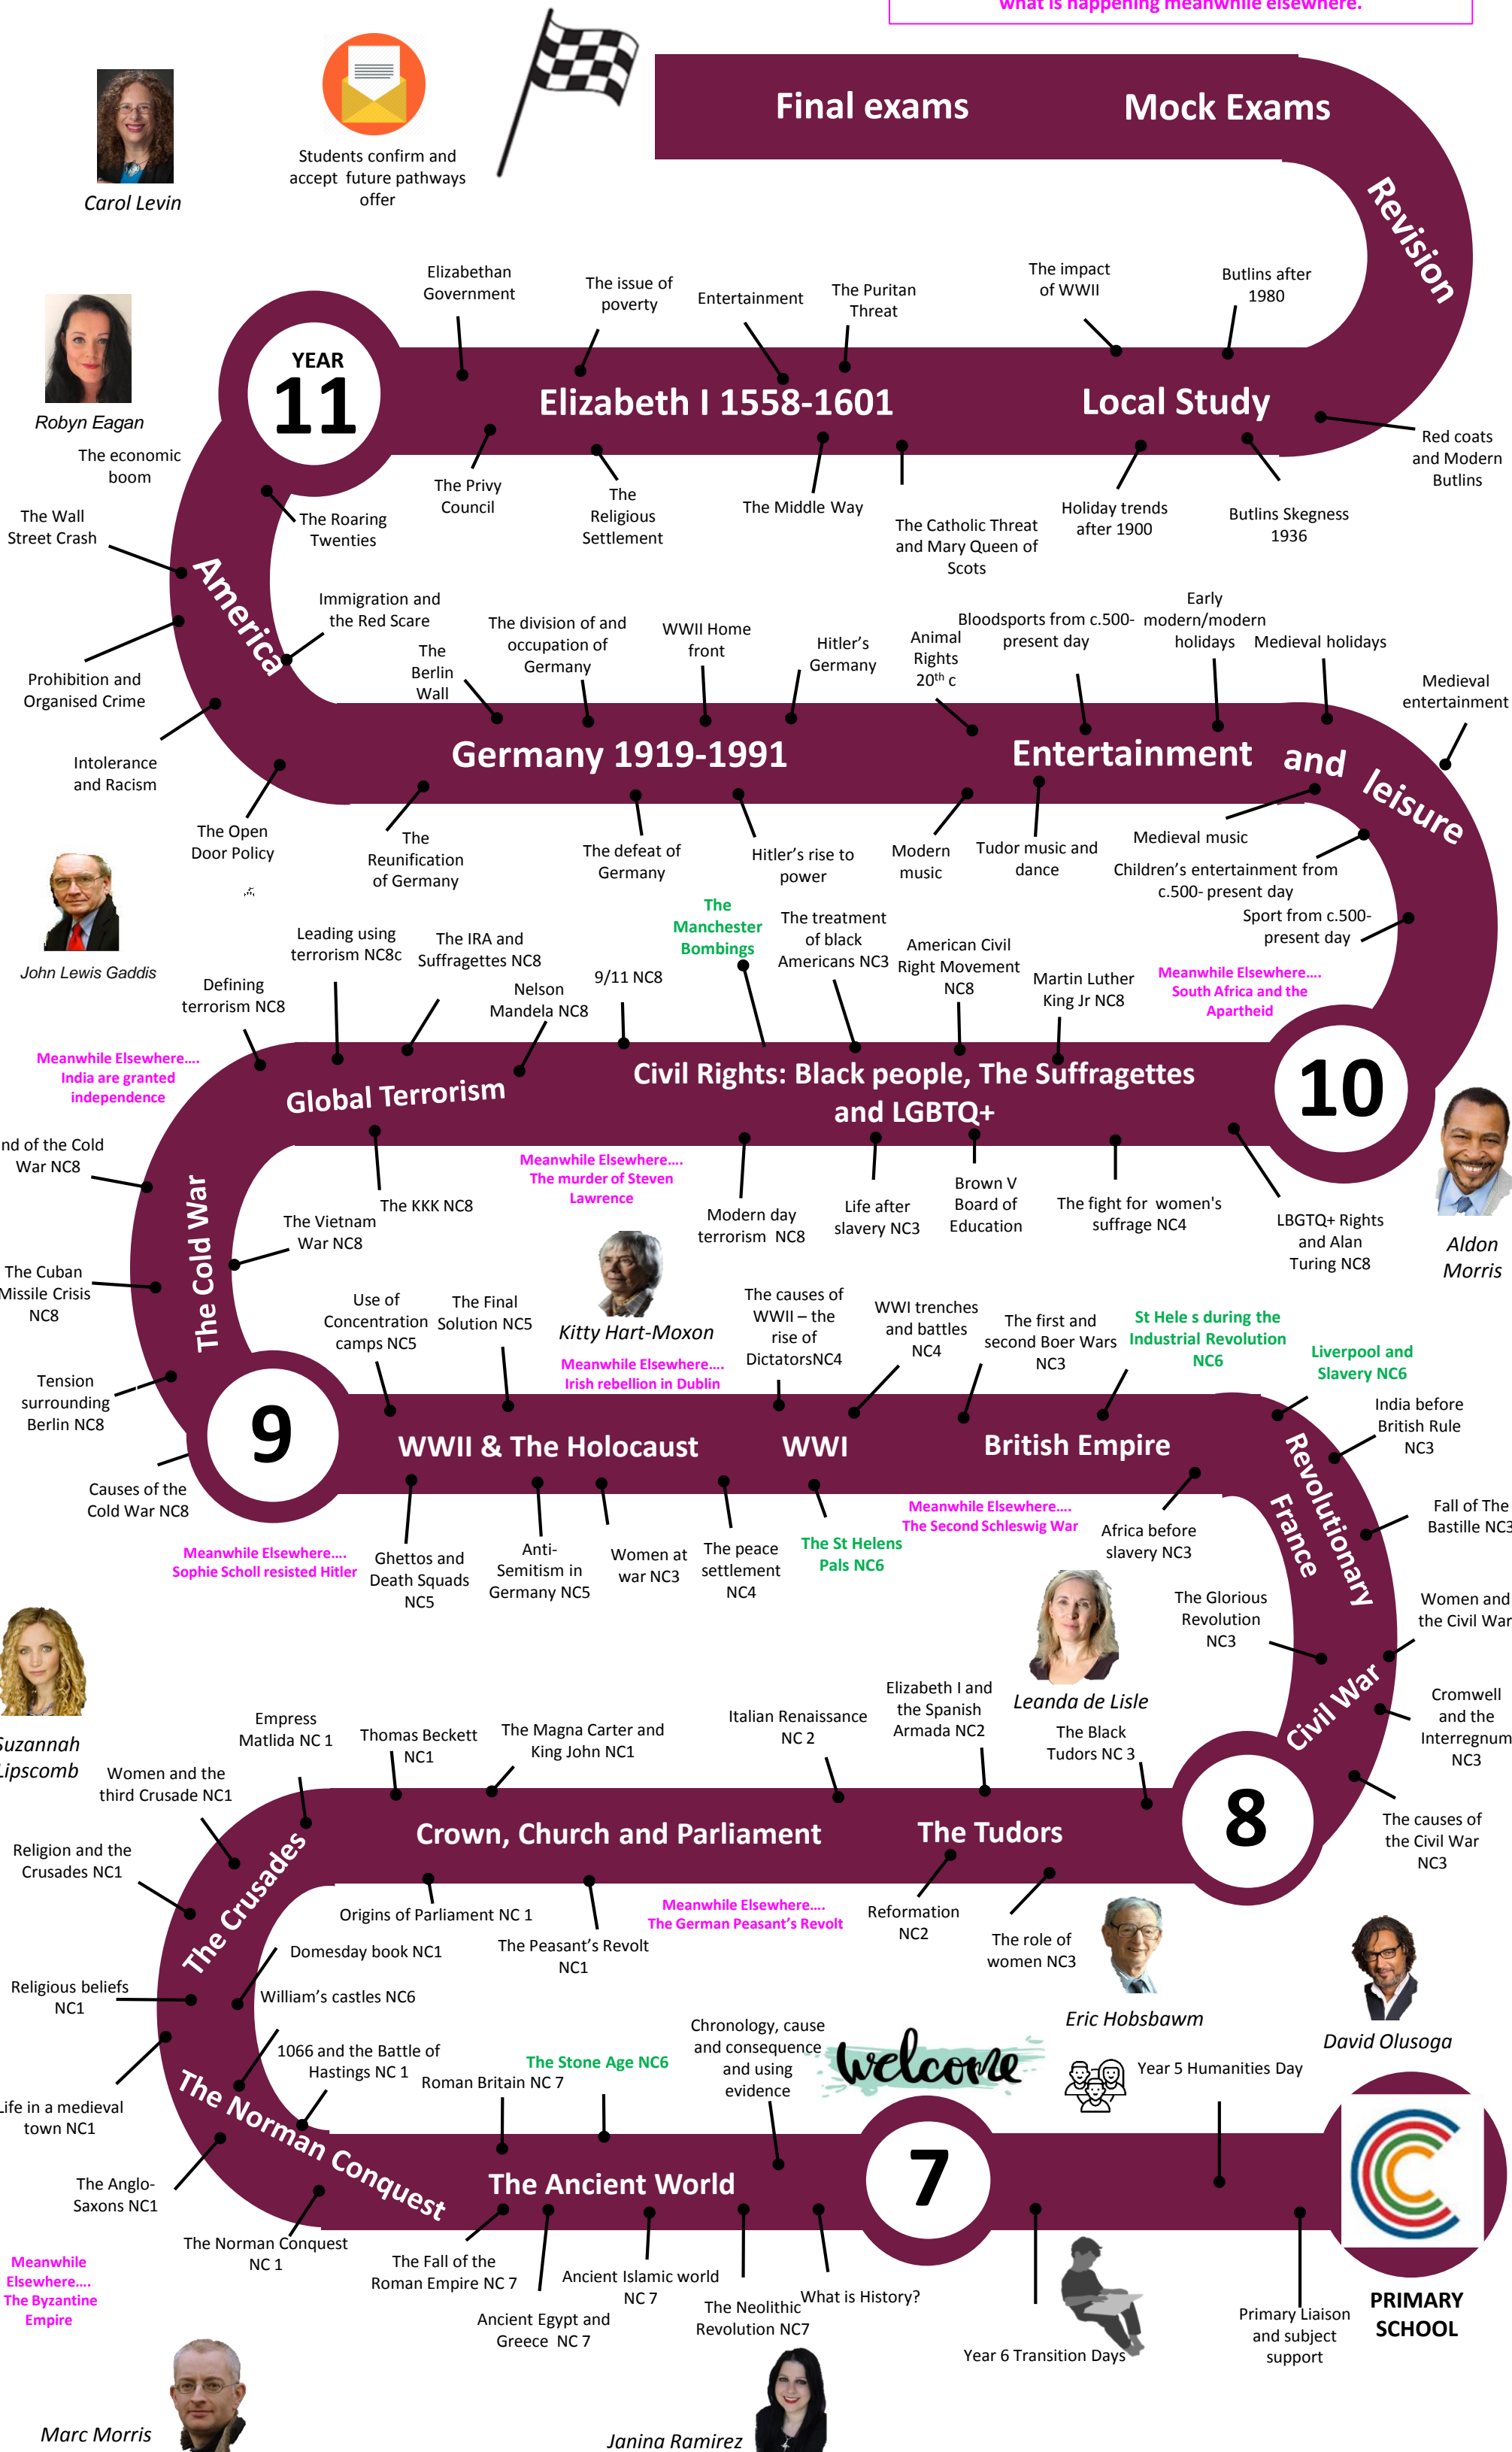 what is happening meanwhile elsewhere.
Final exams
Mock Exams
Revision
Carol Levin
Students confirm and
accept future pathways
offer
Elizabethan
Government
The issue of
poverty
Entertainment
The Puritan
Threat
The impact
of WWII
Butlins after
1980
YEAR
11
Elizabeth I 1558-1601
Local Study
Robyn Eagan
The economic
boom
The Wall
Street Crash
The Roaring
Twenties
The Privy
Council
The
Religious
Settlement
The Middle Way
The Catholic Threat
and Mary Queen of
Scots
Holiday trends
after 1900
Butlins Skegness
1936
Red coats
and Modern
Butlins
America
Immigration and
the Red Scare
Prohibition and
Organised Crime
Intolerance
and Racism
The Open
Door Policy
The
Berlin
Wall
The division of and
occupation of
Germany
WWII Home
front
Hitler's
Germany
Animal
Rights
20th c
Bloodsports from c.500-
present day
Early
modern/modern
holidays
Medieval holidays
Medieval
entertainment
Germany 1919-1991
Entertainment and leisure
The
Reunification
of Germany
The defeat of
Germany
Hitler's rise to
power
Modern
music
Tudor music and
dance
Medieval music
Children's entertainment from
c.500- present day
Sport from c.500-
present day
John Lewis Gaddis
Defining
terrorism NC8
Leading using
terrorism NC8c
The IRA and
Suffragettes NC8
Nelson
Mandela NC8
9/11 NC8
The
Manchester
Bombings
The treatment
of black
Americans NC3
American Civil
Right Movement
NC8
Martin Luther
King Jr NC8
Meanwhile Elsewhere....
South Africa and the
Apartheid
Meanwhile Elsewhere....
India are granted
independence
Global Terrorism
Civil Rights: Black people, The Suffragettes
and LGBTQ+
10
Aldon
Morris
nd of the Cold
War NC8
The KKK NC8
Meanwhile Elsewhere....
The murder of Steven
Lawrence
Modern day
terrorism NC8
Life after
slavery NC3
Brown V
Board of
Education
The fight for women's
suffrage NC4
LBGTQ+ Rights
and Alan
Turing NC8
The Cold War
The Vietnam
War NC8
The Cuban
Missile Crisis
NC8
Tension
surrounding
Berlin NC8
Causes of the
Cold War NC8
Use of
Concentration
camps NC5
The Final
Solution NC5
Kitty Hart-Moxon
Meanwhile Elsewhere....
Irish rebellion in Dublin
The causes of
WWII – the
rise of
DictatorsNC4
WWI trenches
and battles
NC4
The first and
second Boer Wars
NC3
St Hele s during the
Industrial Revolution
NC6
Liverpool and
Slavery NC6
India before
British Rule
NC3
9
WWII & The Holocaust
WWI
British Empire
Revolutionary
France
Fall of The
Bastille NC3
Meanwhile Elsewhere....
Sophie Scholl resisted Hitler
Ghettos and
Death Squads
NC5
Anti-
Semitism in
Germany NC5
Women at
war NC3
The peace
settlement
NC4
The St Helens
Pals NC6
Meanwhile Elsewhere....
The Second Schleswig War
Africa before
slavery NC3
The Glorious
Revolution
NC3
Women and
the Civil War
Civil War
Cromwell
and the
Interregnum
NC3
The causes of
the Civil War
NC3
Suzannah
Lipscomb
Leanda de Lisle
Empress
Matlida NC 1
Thomas Beckett
NC1
The Magna Carter and
King John NC1
Italian Renaissance
NC 2
Elizabeth I and
the Spanish
Armada NC2
The Black
Tudors NC 3
Women and the
third Crusade NC1
Religion and the
Crusades NC1
The Crusades
Crown, Church and Parliament
The Tudors
8
Origins of Parliament NC 1
The Peasant's Revolt
NC1
Meanwhile Elsewhere....
The German Peasant's Revolt
Reformation
NC2
The role of
women NC3
Eric Hobsbawm
David Olusoga
Domesday book NC1
Religious beliefs
NC1
William's castles NC6
Life in a medieval
town NC1
1066 and the Battle of
Hastings NC 1
The Norman Conquest
The Anglo-
Saxons NC1
The Norman Conquest
NC 1
Meanwhile
Elsewhere....
The Byzantine
Empire
Roman Britain NC 7
The Stone Age NC6
Chronology, cause
and consequence
and using
evidence
welcome
Year 5 Humanities Day
The Ancient World
7
The Fall of the
Roman Empire NC 7
Ancient Egypt and
Greece NC 7
Ancient Islamic world
NC 7
The Neolithic
Revolution NC7
What is History?
Year 6 Transition Days
Primary Liaison
and subject
support
PRIMARY
SCHOOL
Marc Morris
Janina Ramirez